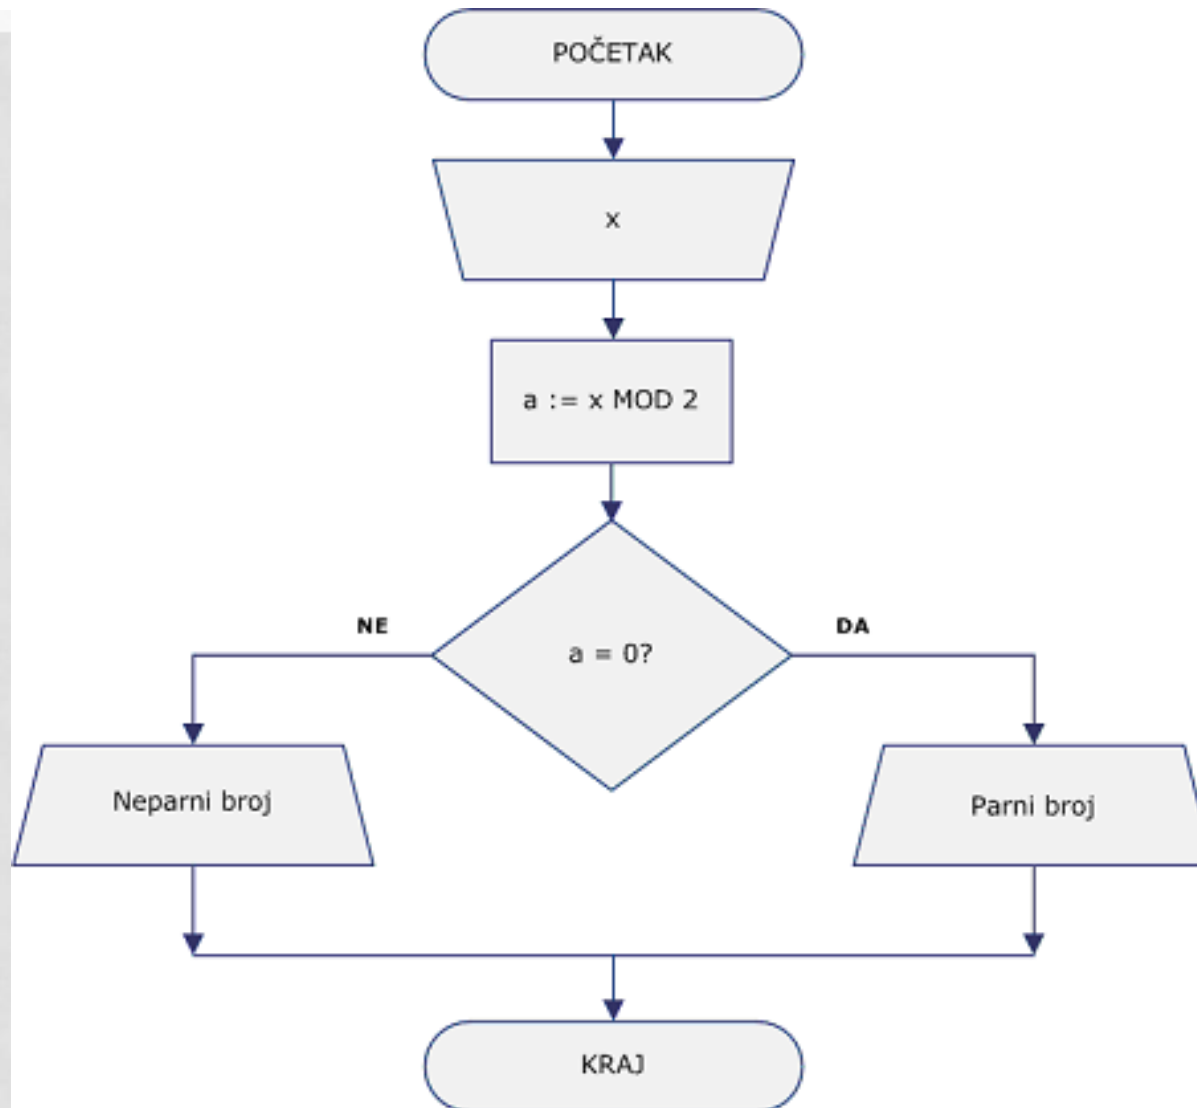 POČETAK
x
a := x MOD 2
NE
DA
a = 0?
Neparni broj
Parni broj
KRAJ